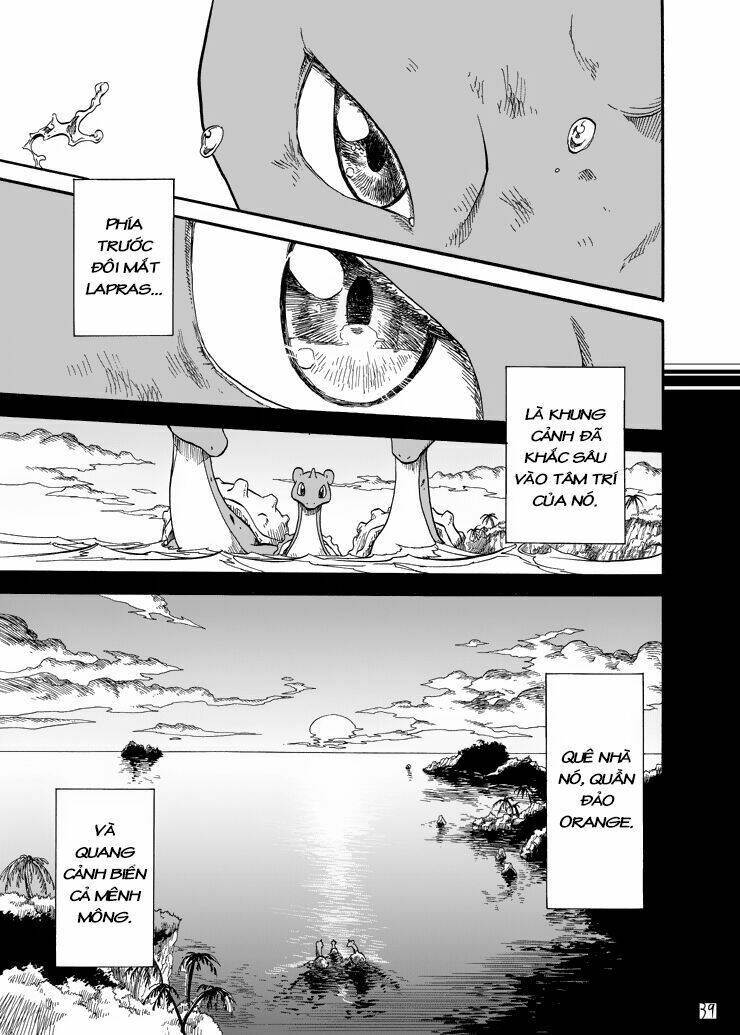 PHÍA
TRƯỚC
ĐÔI MẮT
LAPRAS...
LÀ KHUNG
CẢNH ĐÃ
KHẮC SÂU
VÀO TÂM TRÍ
CỦA NÓ.
QUÊ NHÀ
NÓ, QUẦN
ĐẢO
ORANGE.
VÀ
QUANG
CẢNH BIỂN
CẢ MÊNH
MÔNG.
39